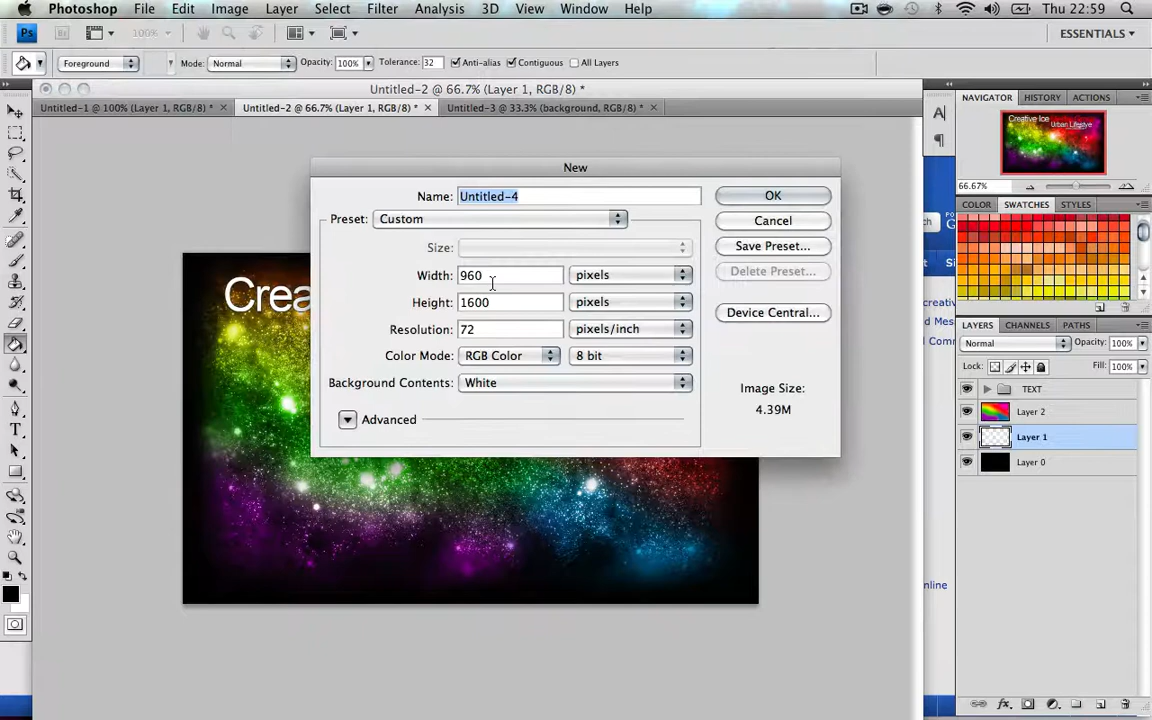 Photoshop File Edit Image Layer Select Filter Analysis 3D View Window Help Thu 22:59
Ps Br 100% ESSENTIALS
Foreground Mode: Normal Opacity: 100% Tolerance: 32 Anti-alias Contiguous All Layers
Untitled-2 @ 66.7% (Layer 1, RGB/8) *
Untitled-1 @ 100% (Layer 1, RGB/8) * Untitled-2 @ 66.7% (Layer 1, RGB/8) * Untitled-3 @ 33.3% (background, RGB/8) *
NAVIGATOR HISTORY ACTIONS
Creative Ice
Urban Lifestye
66.67%
COLOR SWATCHES STYLES
New
Name: Untitled-4 OK
Preset: Custom Cancel
Size: Save Preset...
Width: 960 pixels Delete Preset...
Height: 1600 pixels Device Central...
Resolution: 72 pixels/inch
Color Mode: RGB Color 8 bit
Background Contents: White
Image Size:
4.39M
Advanced
Crea
LAYERS CHANNELS PATHS
Normal Opacity: 100%
Lock: Fill: 100%
TEXT
Layer 2
Layer 1
Layer 0
creative
Comm
online